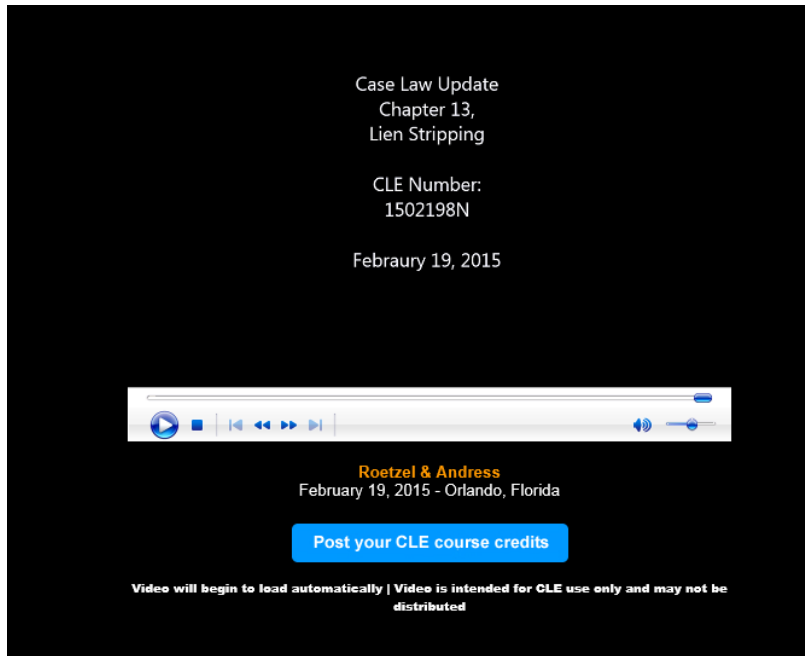 Case Law Update
Chapter 13,
Lien Stripping
CLE Number:
1502198N
Febraury 19, 2015
Roetzel & Andress
February 19, 2015 - Orlando, Florida
Post your CLE course credits
Video will begin to load automatically | Video is intended for CLE use only and may not be
distributed